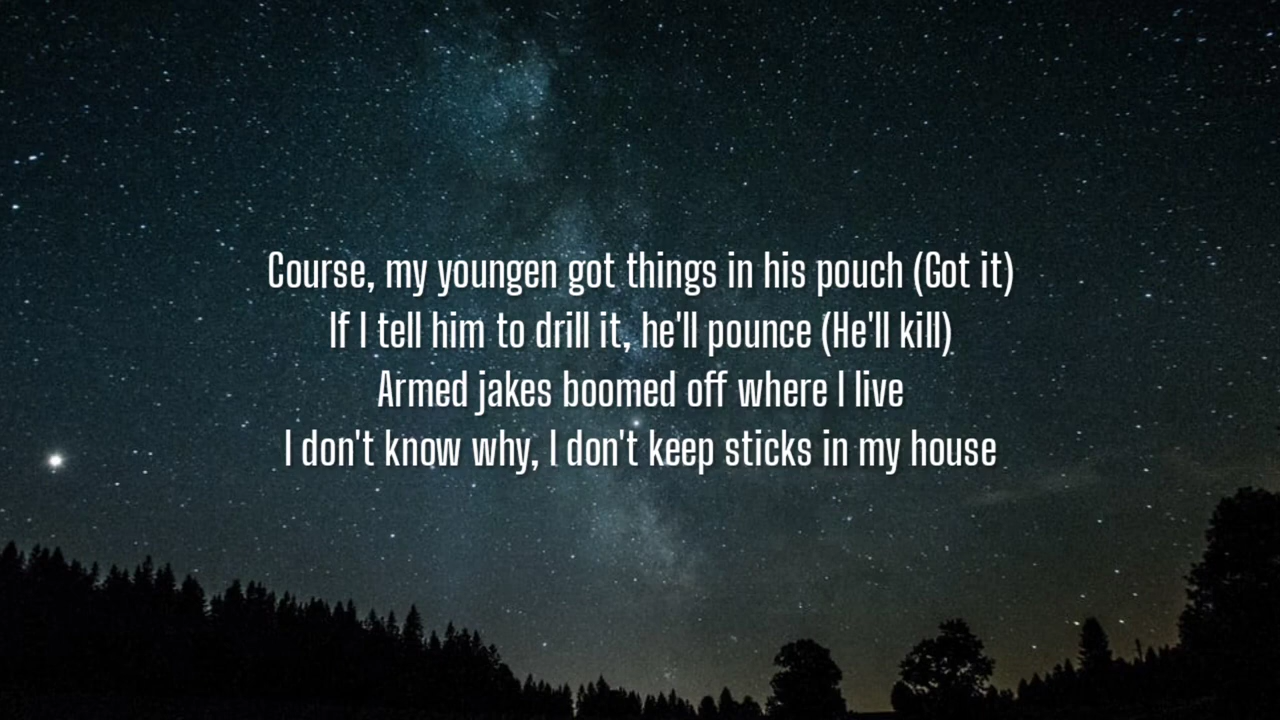 Course, my youngen got things in his pouch (Got it)
If I tell him to drill it, he'll pounce (He'll kill)
Armed jakes boomed off where I live
I don't know why, I don't keep sticks in my house